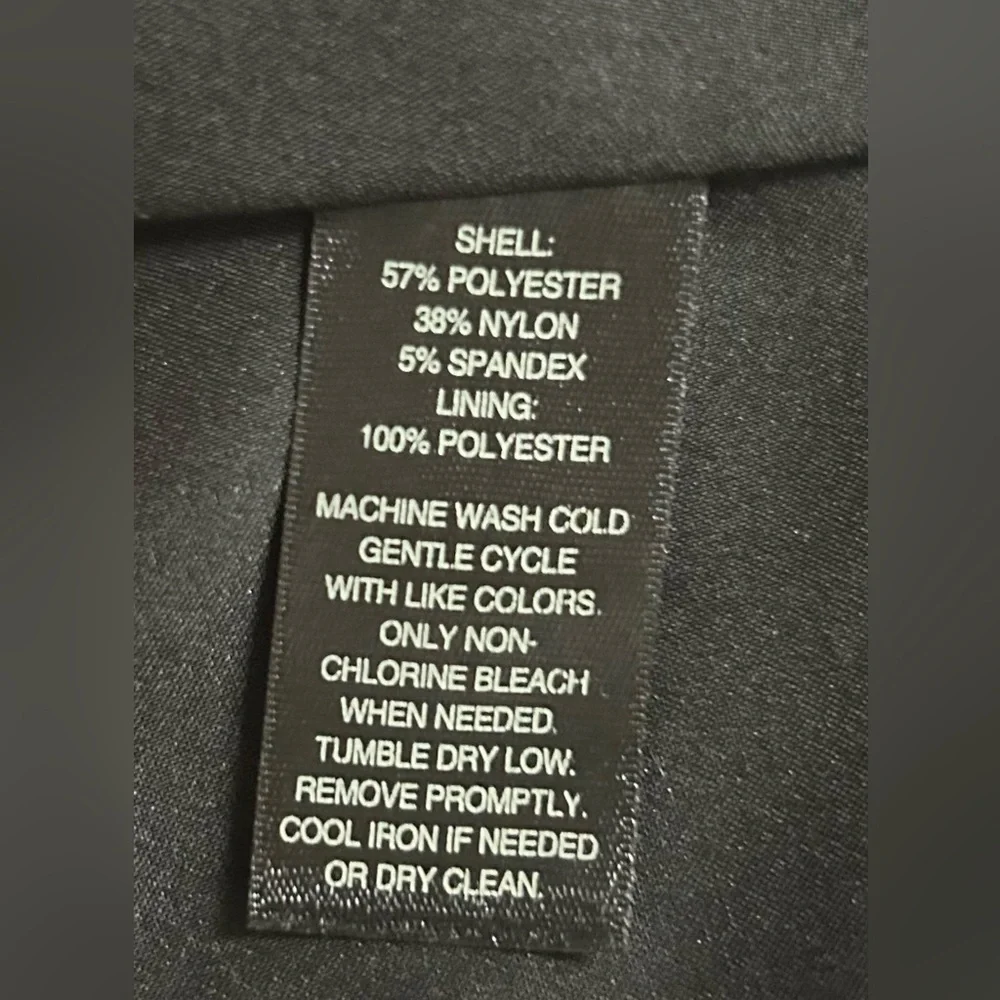 SHELL:
57% POLYESTER
38% NYLON
5% SPANDEX
LINING:
100% POLYESTER
MACHINE WASH COLD
GENTLE CYCLE
WITH LIKE COLORS.
ONLY NON-
CHLORINE BLEACH
WHEN NEEDED.
TUMBLE DRY LOW.
REMOVE PROMPTLY.
COOL IRON IF NEEDED
OR DRY CLEAN.